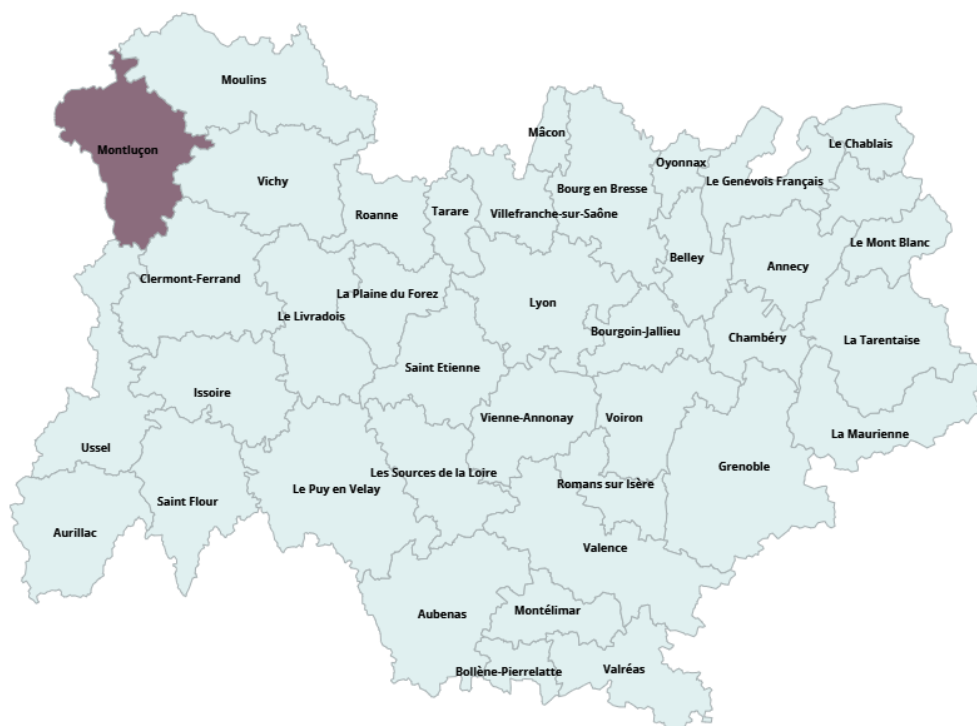 Moulins
Mâcon
Le Chablais
Montluçon
Oyonnax
Vichy
Le Genevois Français
Bourg en Bresse
Roanne
Tarare
Villefranche-sur-Saône
Le Mont Blanc
Belley
Annecy
Clermont-Ferrand
La Plaine du Forez
Lyon
Le Livradois
Bourgoin-Jallieu
Chambéry
La Tarentaise
Saint Etienne
Issoire
Vienne-Annonay
Voiron
La Maurienne
Ussel
Grenoble
Les Sources de la Loire
Romans sur Isère
Le Puy en Velay
Saint Flour
Aurillac
Valence
Aubenas
Montélimar
Bollène-Pierrelatte
Valréas